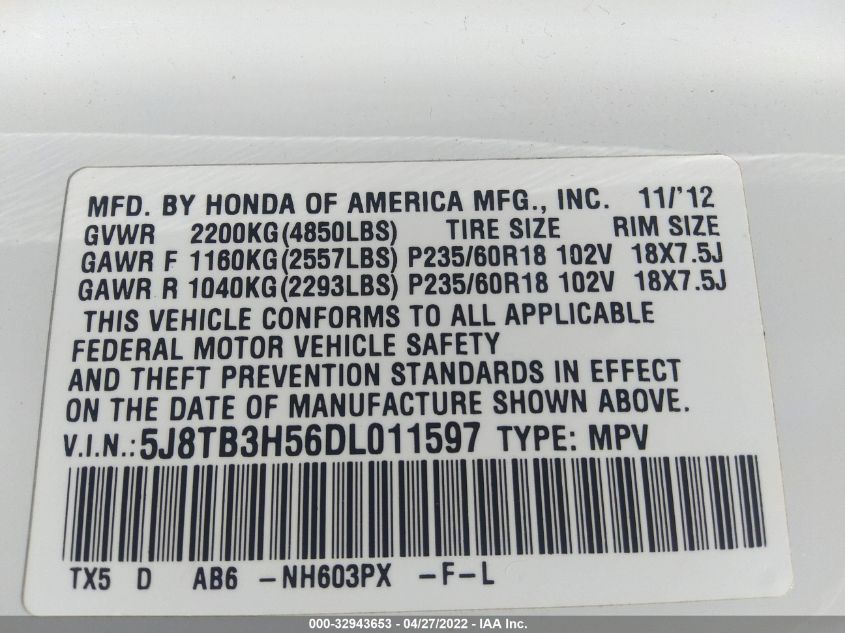 MFD. BY HONDA OF AMERICA MFG., INC. 11/'12
GVWR 2200KG(4850LBS) TIRE SIZE RIM SIZE
GAWR F 1160KG(2557LBS) P235/60R18 102V 18X7.5J
GAWR R 1040KG(2293LBS) P235/60R18 102V 18X7.5J
THIS VEHICLE CONFORMS TO ALL APPLICABLE
FEDERAL MOTOR VEHICLE SAFETY
AND THEFT PREVENTION STANDARDS IN EFFECT
ON THE DATE OF MANUFACTURE SHOWN ABOVE.
V.I.N.: 5J8TB3H56DL011597 TYPE: MPV
TX5 D AB6 -NH603PX -F-L
000-32943653 - 04/27/2022 - IAA Inc.